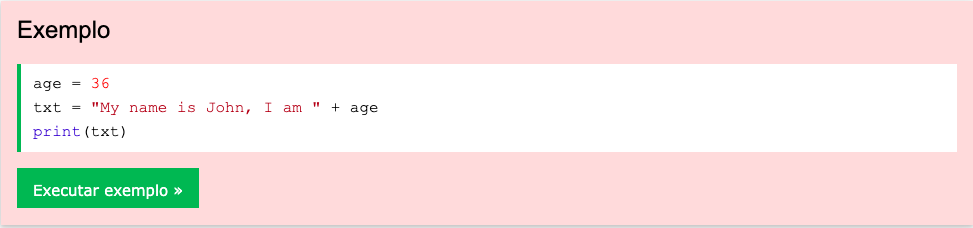 Exemplo
age = 36
txt = "My name is John, I am " + age
print(txt)
Executar exemplo »